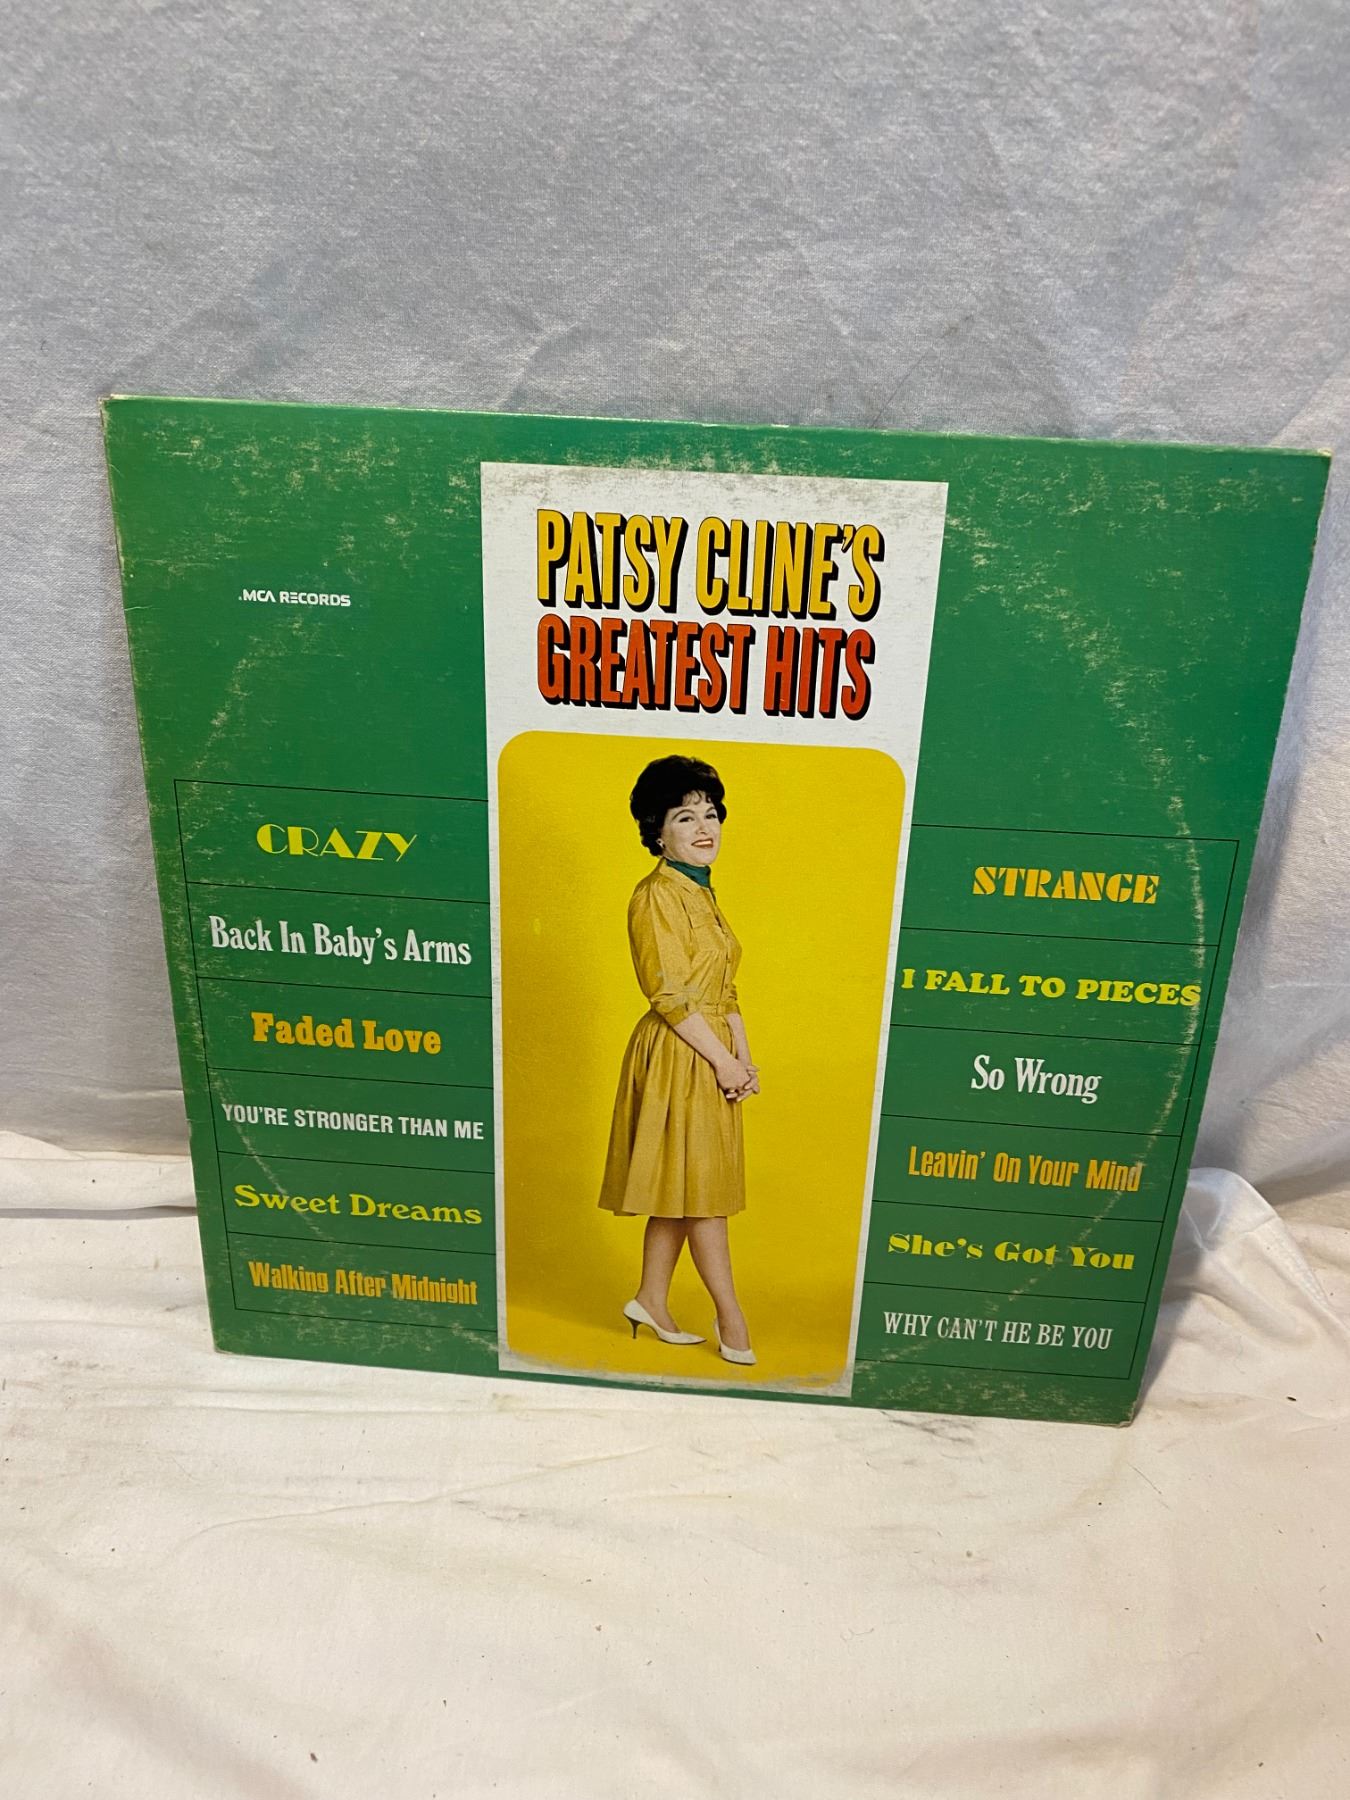 PATSY CLINE'S
GREATEST HITS
.MCA RECORDS
CRAZY
Back In Baby's Arms
Faded Love
YOU'RE STRONGER THAN ME
Sweet Dreams
Walking After Midnight
STRANGE
I FALL TO PIECES
So Wrong
Leavin' On Your Mind
She's Got You
WHY CAN'T HE BE YOU